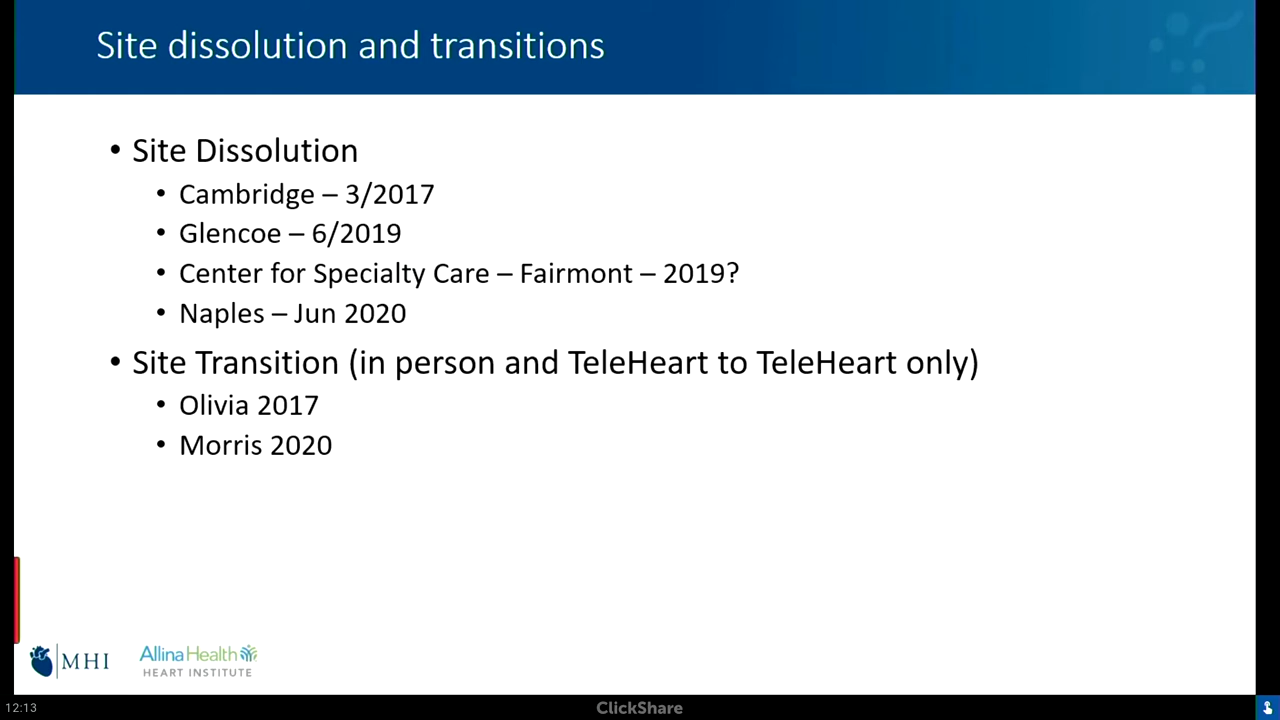 Site dissolution and transitions
• Site Dissolution
• Cambridge – 3/2017
• Glencoe – 6/2019
• Center for Specialty Care – Fairmont – 2019?
• Naples – Jun 2020
• Site Transition (in person and TeleHeart to TeleHeart only)
• Olivia 2017
• Morris 2020
MHI
AllinaHealth
HEART INSTITUTE
12:13
ClickShare